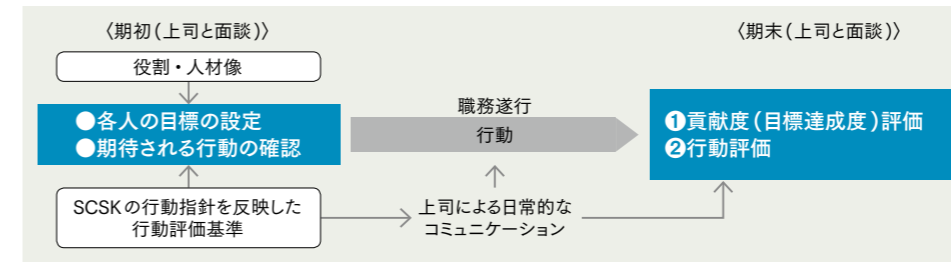 〈期初(上司と面談)〉
役割・人材像
●各人の目標の設定
●期待される行動の確認
SCSKの行動指針を反映した
行動評価基準
職務遂行
行動
上司による日常的な
コミュニケーション
〈期末(上司と面談)〉
❶貢献度(目標達成度)評価
❷行動評価